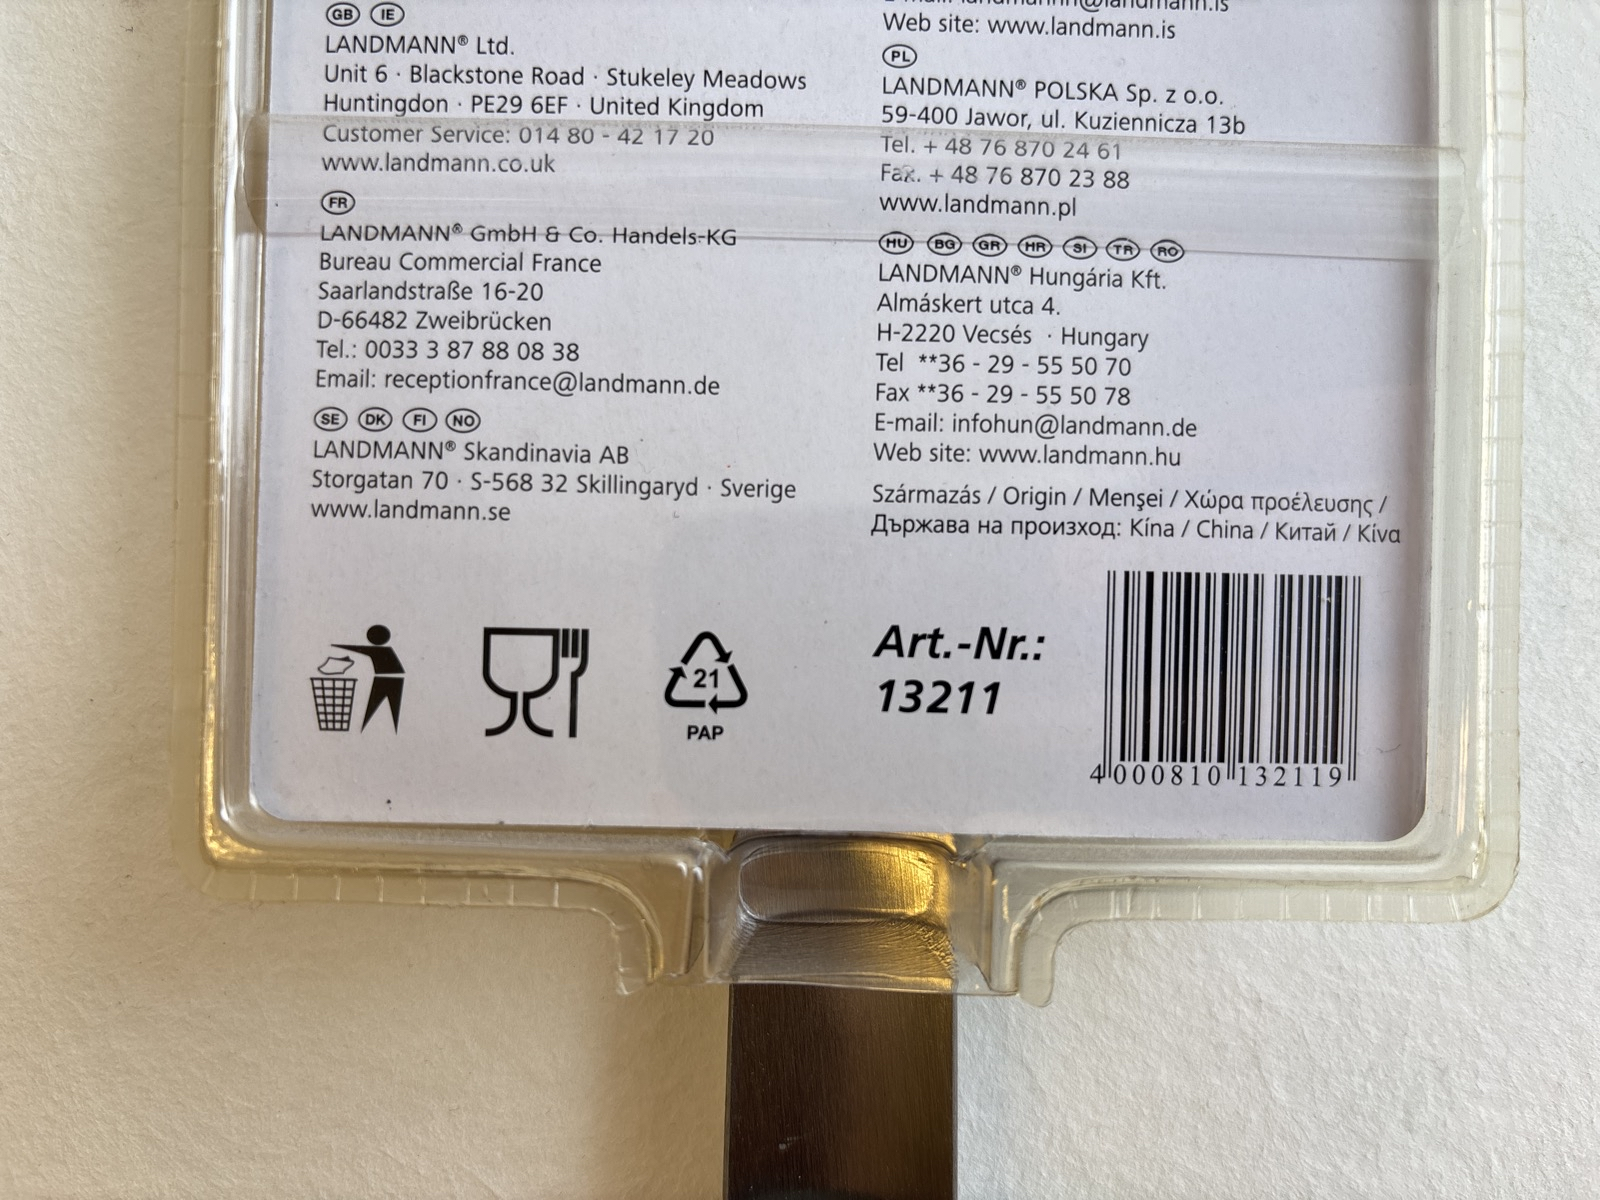 GB IE
LANDMANN® Ltd.
Unit 6 · Blackstone Road · Stukeley Meadows
Huntingdon · PE29 6EF · United Kingdom
Customer Service: 014 80 - 42 17 20
www.landmann.co.uk
FR
LANDMANN® GmbH & Co. Handels-KG
Bureau Commercial France
Saarlandstraße 16-20
D-66482 Zweibrücken
Tel.: 0033 3 87 88 08 38
Email: receptionfrance@landmann.de
SE DK FI NO
LANDMANN® Skandinavia AB
Storgatan 70 · S-568 32 Skillingaryd · Sverige
www.landmann.se
Web site: www.landmann.is
PL
LANDMANN® POLSKA Sp. z o.o.
59-400 Jawor, ul. Kuziennicza 13b
Tel. + 48 76 870 24 61
Fax. + 48 76 870 23 88
www.landmann.pl
HU BG GR HR SI TR RO
LANDMANN® Hungária Kft.
Almáskert utca 4.
H-2220 Vecsés · Hungary
Tel **36 - 29 - 55 50 70
Fax **36 - 29 - 55 50 78
E-mail: infohun@landmann.de
Web site: www.landmann.hu
Származás / Origin / Menşei / Χώρα προέλευσης /
Държава на произход: Kína / China / Китай / Κίνα
21
PAP
Art.-Nr.:
13211
4 000810 132119